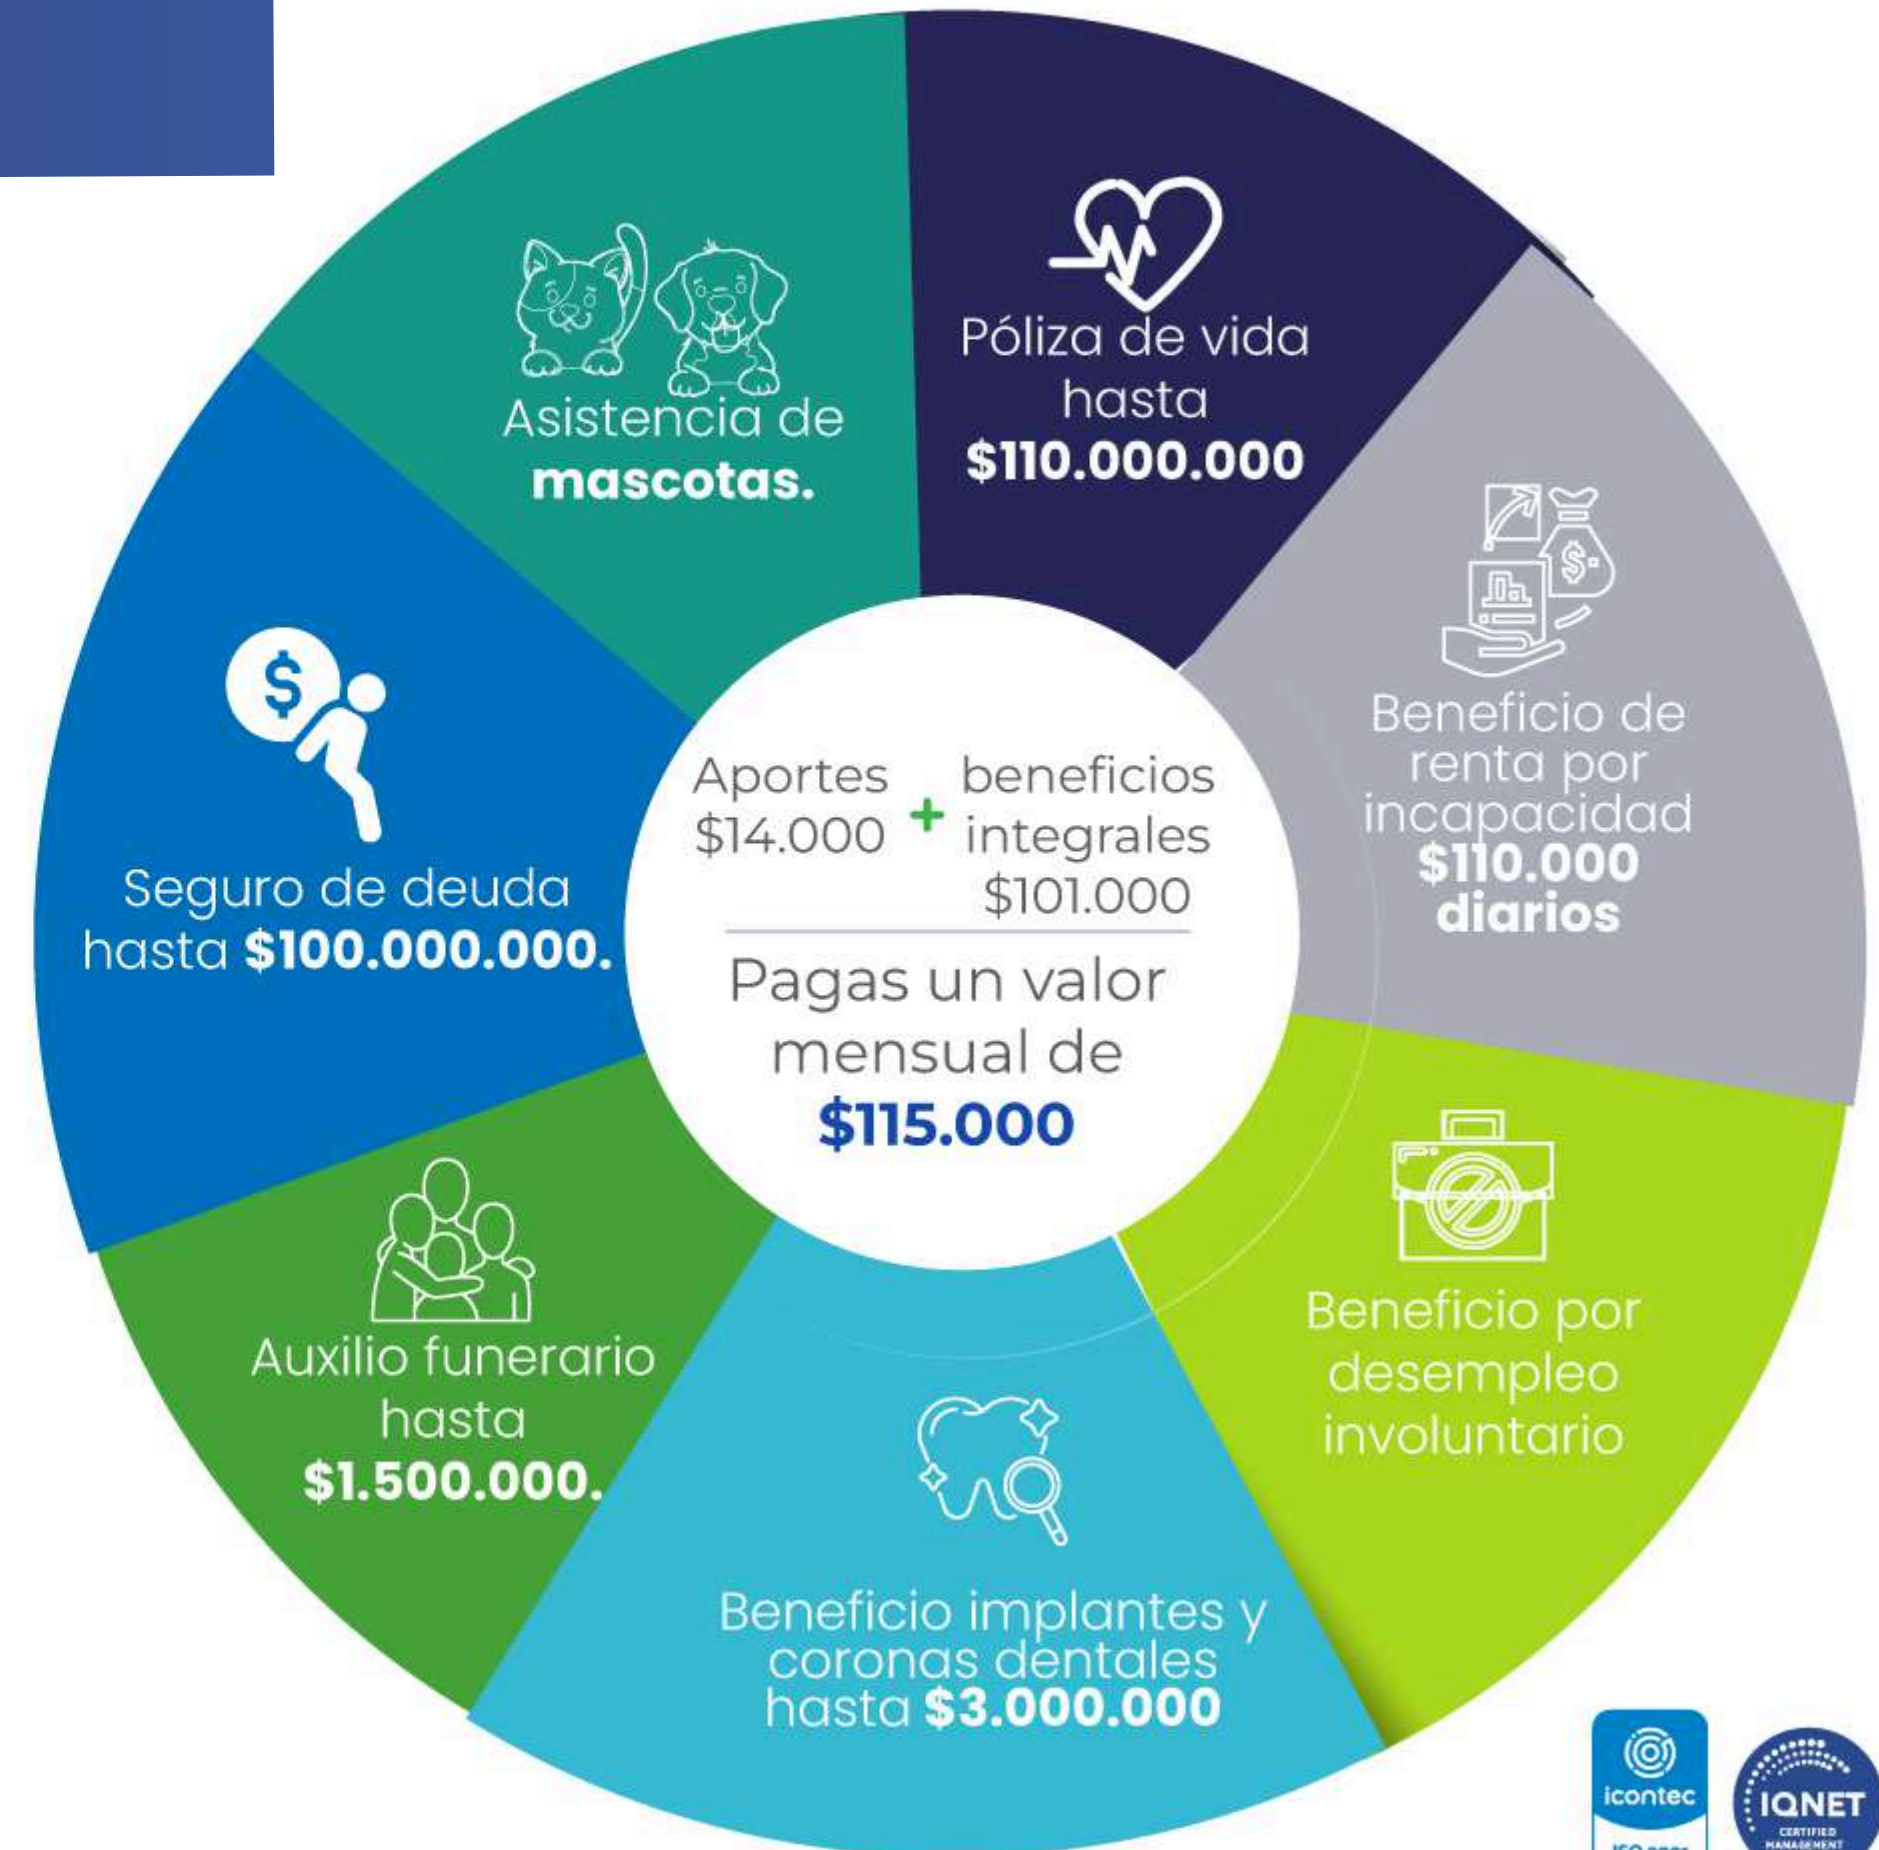 Póliza de vida
hasta
$110.000.000
Beneficio de
renta por
incapacidad
$110.000
diarios
Beneficio por
desempleo
involuntario
Beneficio implantes y
coronas dentales
hasta $3.000.000
Auxilio funerario
hasta
$1.500.000.
Seguro de deuda
hasta $100.000.000.
Asistencia de
mascotas.
Aportes + beneficios
$14.000 integrales
$101.000
Pagas un valor
mensual de
$115.000
icontec
IQNET
CERTIFIED
MANAGEMENT